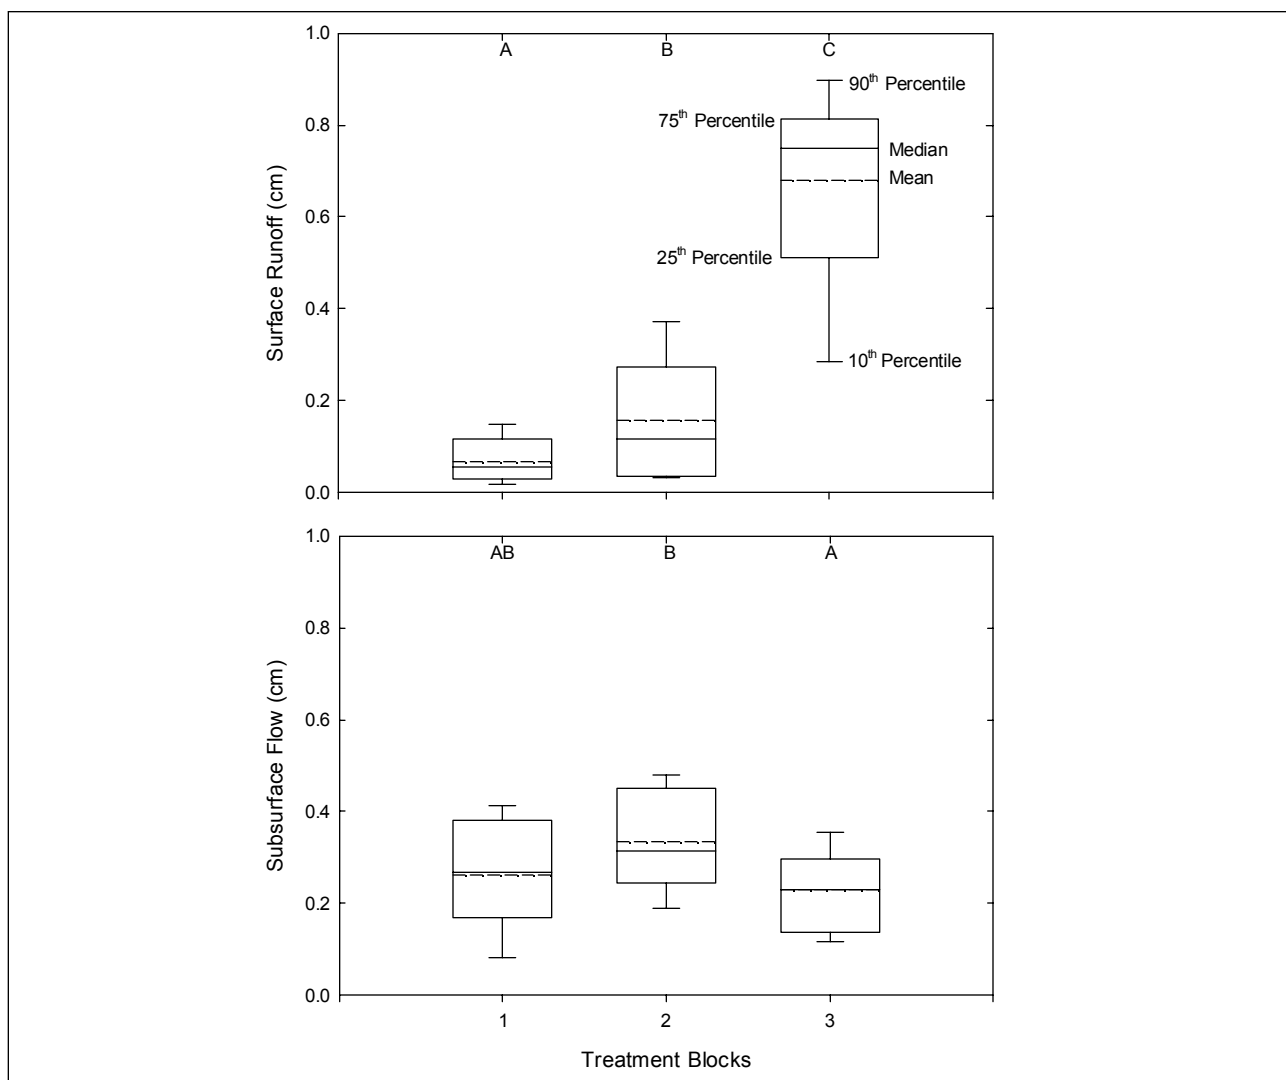 A B C
1.0
90th Percentile
0.8
75th Percentile
Median
Mean
0.6
25th Percentile
0.4
10th Percentile
0.2
0.0
Surface Runoff (cm)
1.0
AB B A
0.8
0.6
0.4
0.2
0.0
Subsurface Flow (cm)
1 2 3
Treatment Blocks